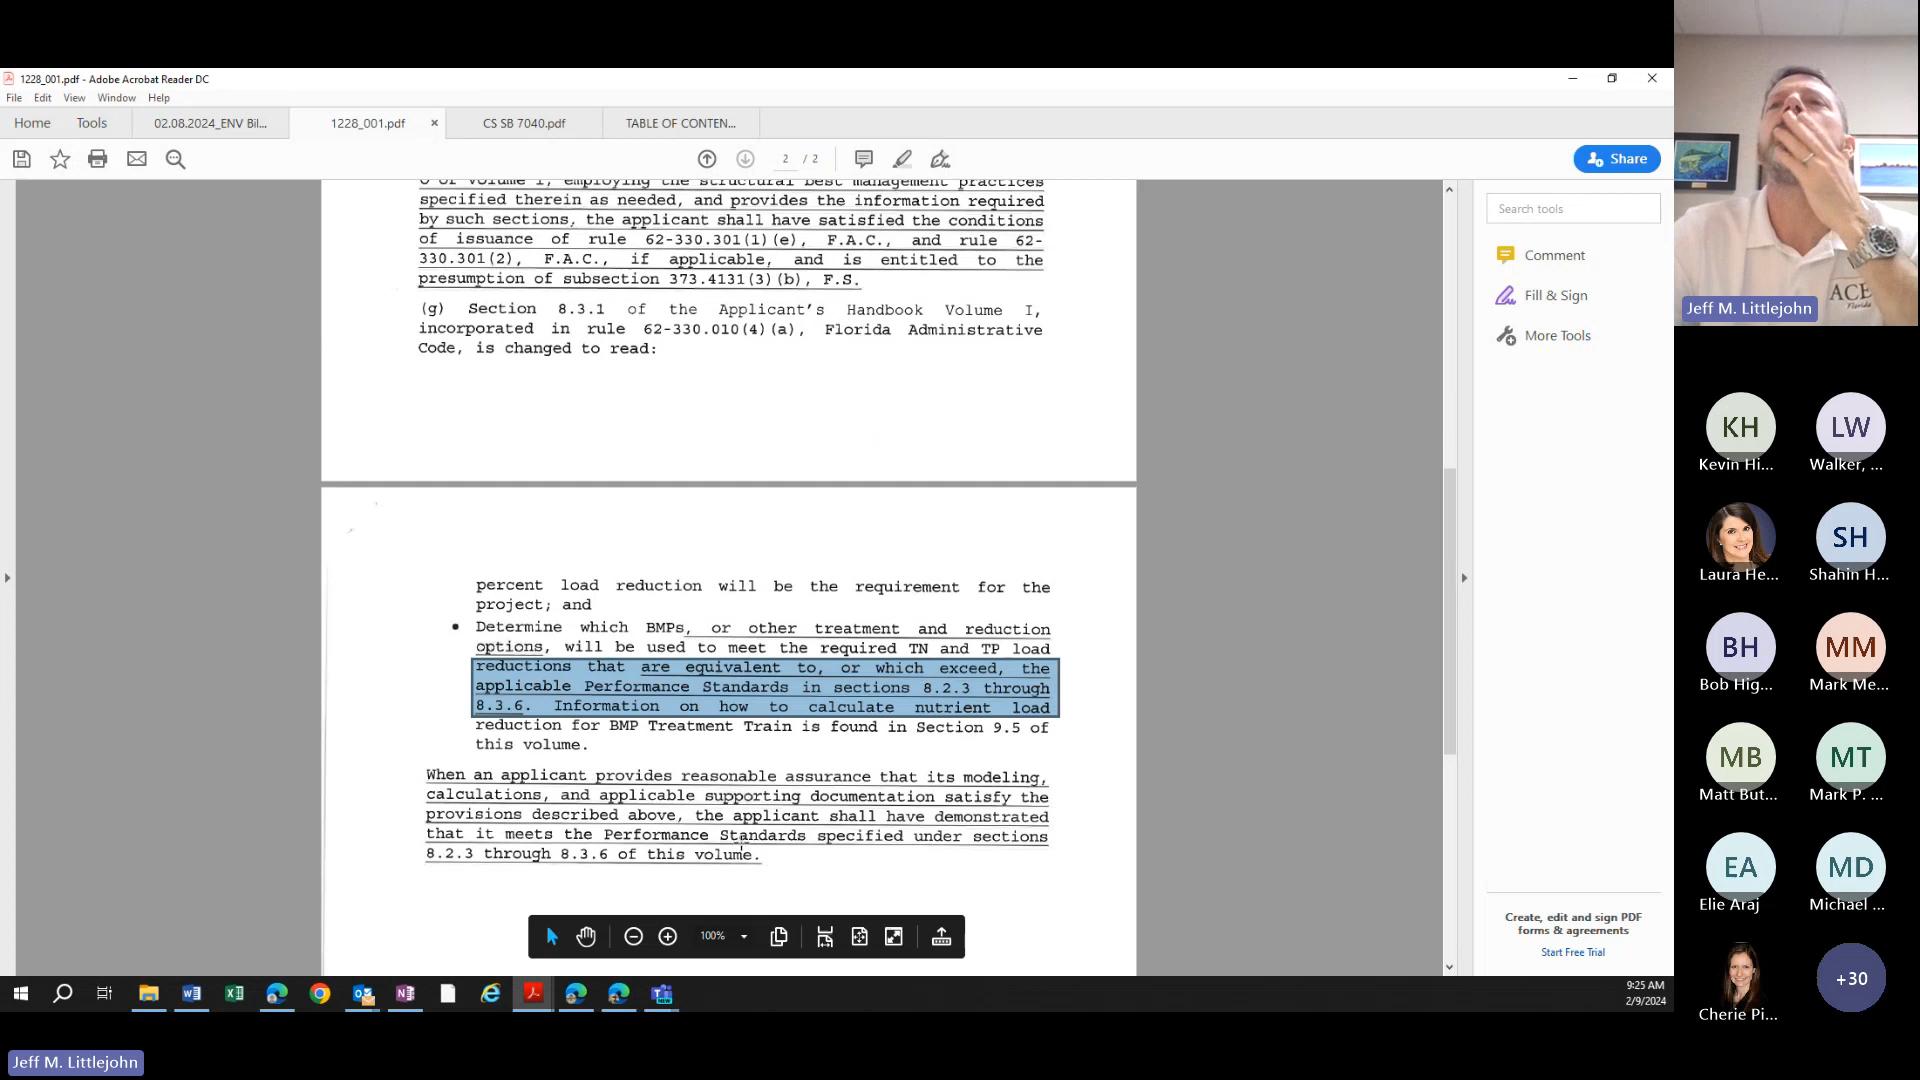 1228_001.pdf - Adobe Acrobat Reader DC
File Edit View Window Help
Home Tools 02.08.2024_ENV Bil... 1228_001.pdf × CS SB 7040.pdf TABLE OF CONTEN...
2 / 2
Share
O of Volume I, employing the structural best management practices
specified therein as needed, and provides the information required
by such sections, the applicant shall have satisfied the conditions
of issuance of rule 62-330.301(1)(e), F.A.C., and rule 62-
330.301(2), F.A.C., if applicable, and is entitled to the
presumption of subsection 373.4131(3)(b), F.S.
(g) Section 8.3.1 of the Applicant's Handbook Volume I,
incorporated in rule 62-330.010(4)(a), Florida Administrative
Code, is changed to read:
percent load reduction will be the requirement for the
project; and
• Determine which BMPs, or other treatment and reduction
options, will be used to meet the required TN and TP load
reductions that are equivalent to, or which exceed, the
applicable Performance Standards in sections 8.2.3 through
8.3.6. Information on how to calculate nutrient load
reduction for BMP Treatment Train is found in Section 9.5 of
this volume.
When an applicant provides reasonable assurance that its modeling,
calculations, and applicable supporting documentation satisfy the
provisions described above, the applicant shall have demonstrated
that it meets the Performance Standards specified under sections
8.2.3 through 8.3.6 of this volume.
100%
Search tools
Comment
Fill & Sign
More Tools
Create, edit and sign PDF
forms & agreements
Start Free Trial
9:25 AM
2/9/2024
Jeff M. Littlejohn
ACE
Florida
Jeff M. Littlejohn
KH LW
Kevin Hi... Walker, ...
SH
Laura He... Shahin H...
BH MM
Bob Hig... Mark Me...
MB MT
Matt But... Mark P. ...
EA MD
Elie Araj Michael ...
+30
Cherie Pi...